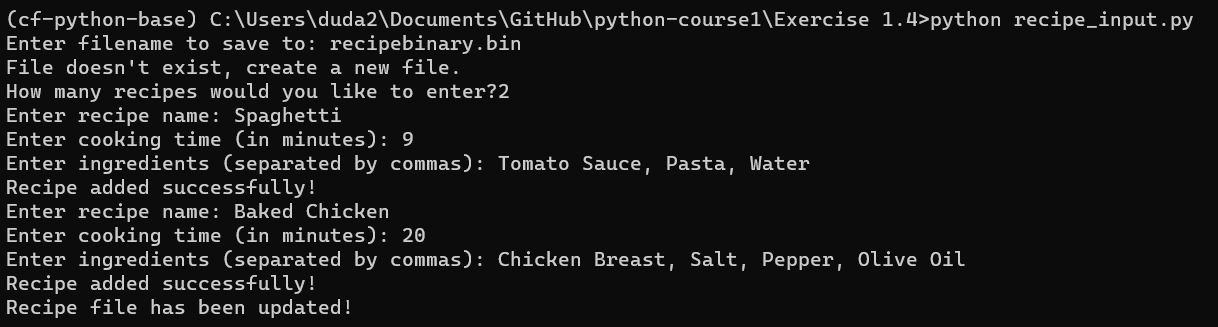 (cf-python-base) C:\Users\duda2\Documents\GitHub\python-course1\Exercise 1.4>python recipe_input.py
Enter filename to save to: recipebinary.bin
File doesn't exist, create a new file.
How many recipes would you like to enter?2
Enter recipe name: Spaghetti
Enter cooking time (in minutes): 9
Enter ingredients (separated by commas): Tomato Sauce, Pasta, Water
Recipe added successfully!
Enter recipe name: Baked Chicken
Enter cooking time (in minutes): 20
Enter ingredients (separated by commas): Chicken Breast, Salt, Pepper, Olive Oil
Recipe added successfully!
Recipe file has been updated!